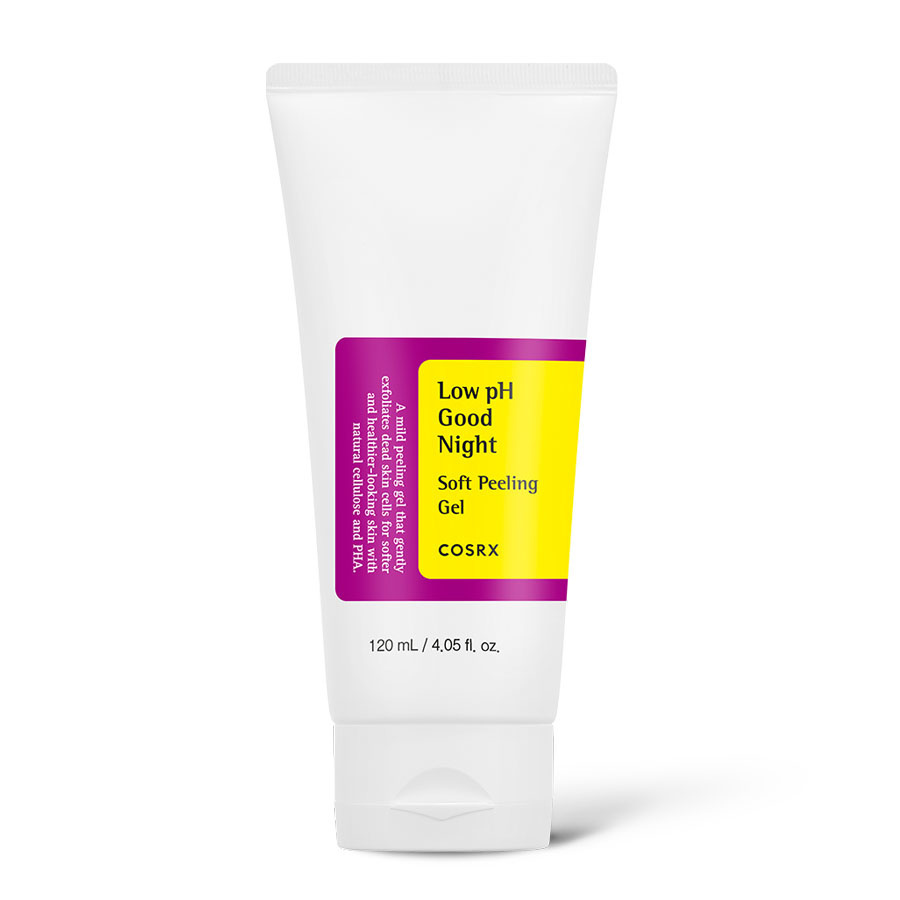 Low pH
Good
Night
Soft Peeling
Gel
COSRX
A mild peeling gel that gently
exfoliates dead skin cells for softer
and healthier-looking skin with
natural cellulose and PHA.
120 mL / 4.05 fl. oz.